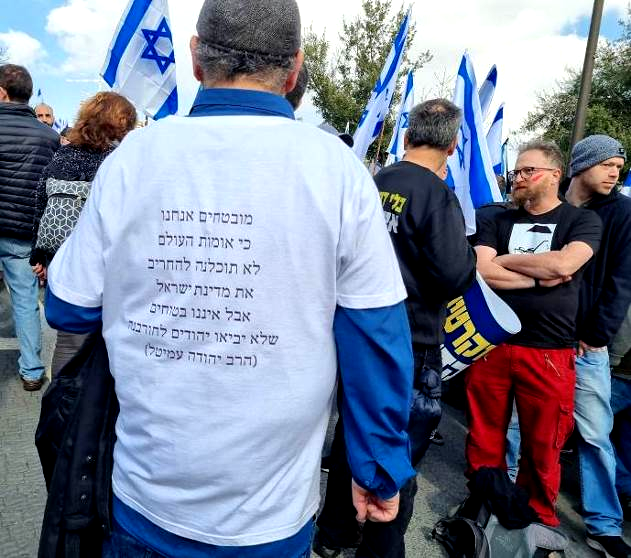 מובטחים אנחנו
כי אומות העולם
לא תוכלנה להחריב
את מדינת ישראל
אבל איננו בטוחים
שלא יביאו יהודים לחורבנה
(הרב יהודה עמיטל)
בלי